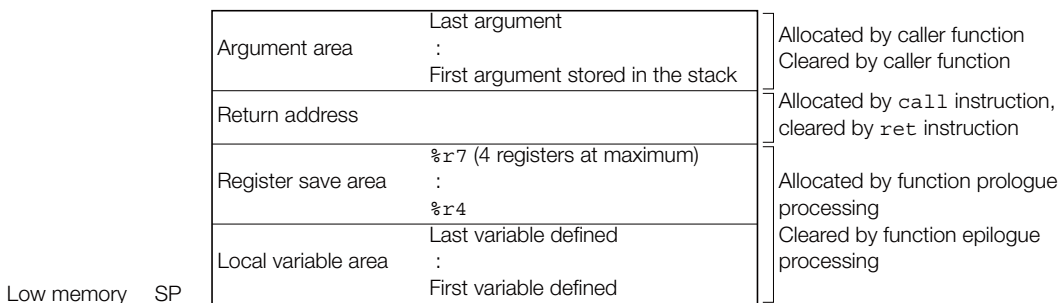 Last argument
Argument area :
First argument stored in the stack
Allocated by caller function
Cleared by caller function
Return address
Allocated by call instruction,
cleared by ret instruction
%r7 (4 registers at maximum)
Register save area :
%r4
Last variable defined
Local variable area :
First variable defined
Allocated by function prologue
processing
Cleared by function epilogue
processing
Low memory SP